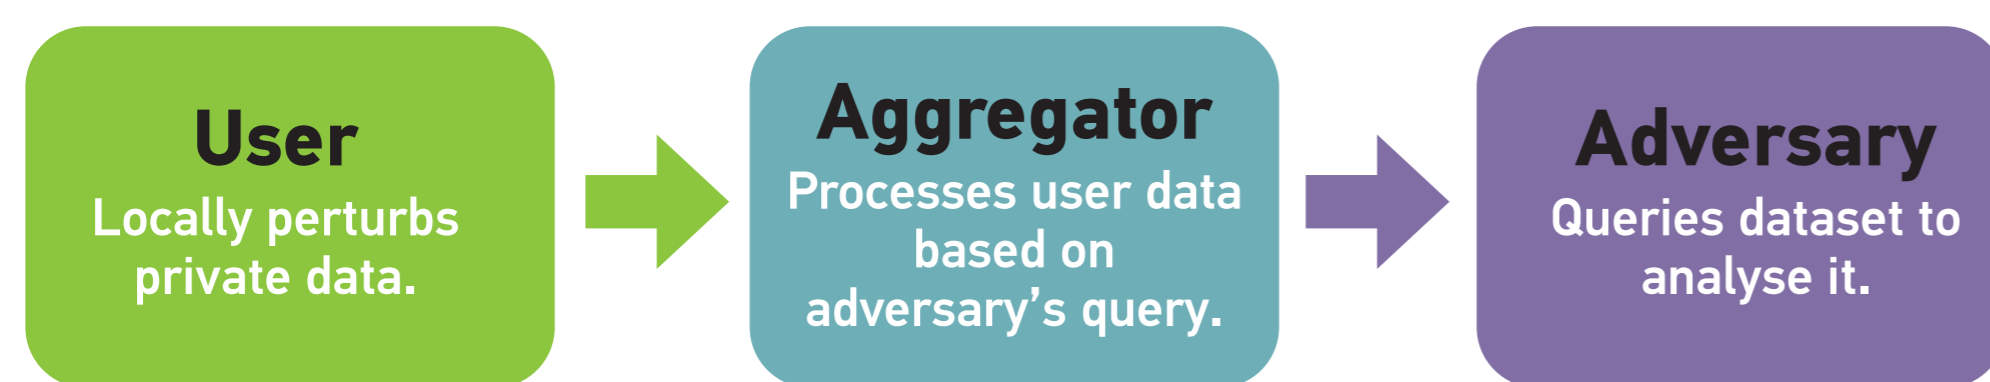 User
Locally perturbs
private data.
Aggregator
Processes user data
based on
adversary’s query.
Adversary
Queries dataset to
analyse it.